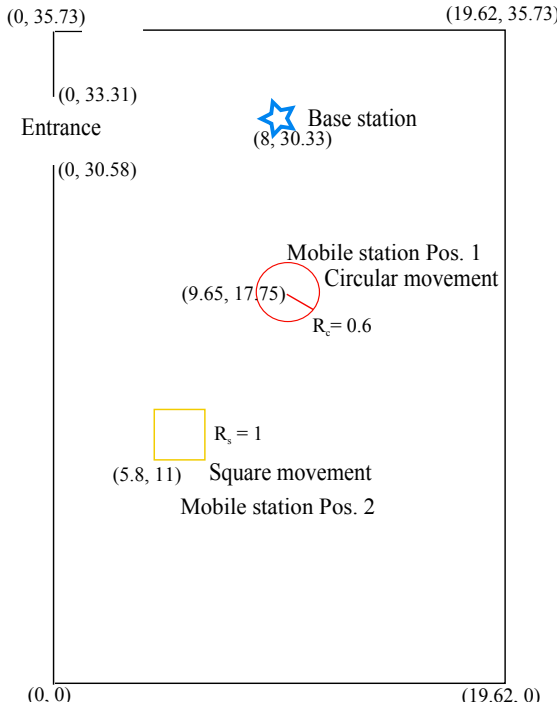 (0, 35.73)
(19.62, 35.73)
(0, 33.31)
Entrance
Base station
(8, 30.33)
(0, 30.58)
Mobile station Pos. 1
Circular movement
(9.65, 17.75)
R_c= 0.6
R_s = 1
(5.8, 11)
Square movement
Mobile station Pos. 2
(0, 0)
(19.62, 0)